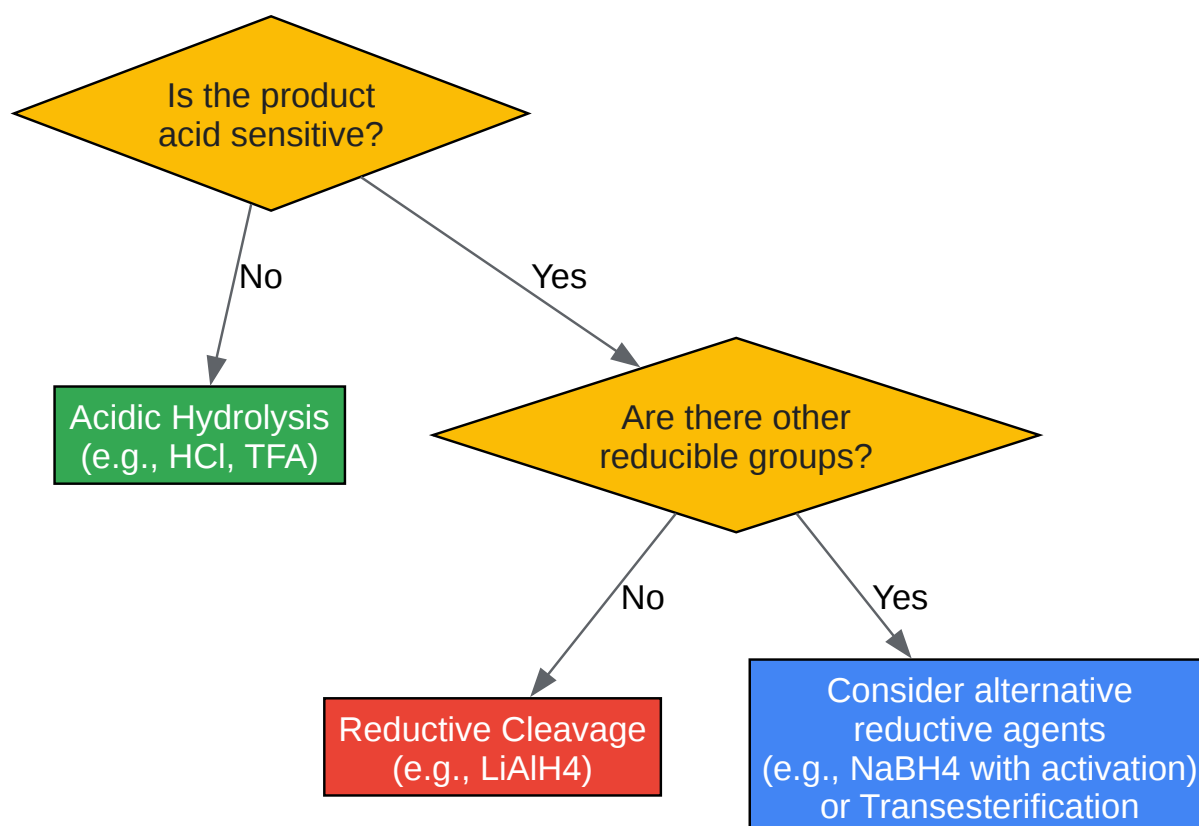 Is the product
acid sensitive?
No
Yes
Acidic Hydrolysis
(e.g., HCl, TFA)
Are there other
reducible groups?
No
Yes
Reductive Cleavage
(e.g., LiAlH4)
Consider alternative
reductive agents
(e.g., NaBH4 with activation)
or Transesterification